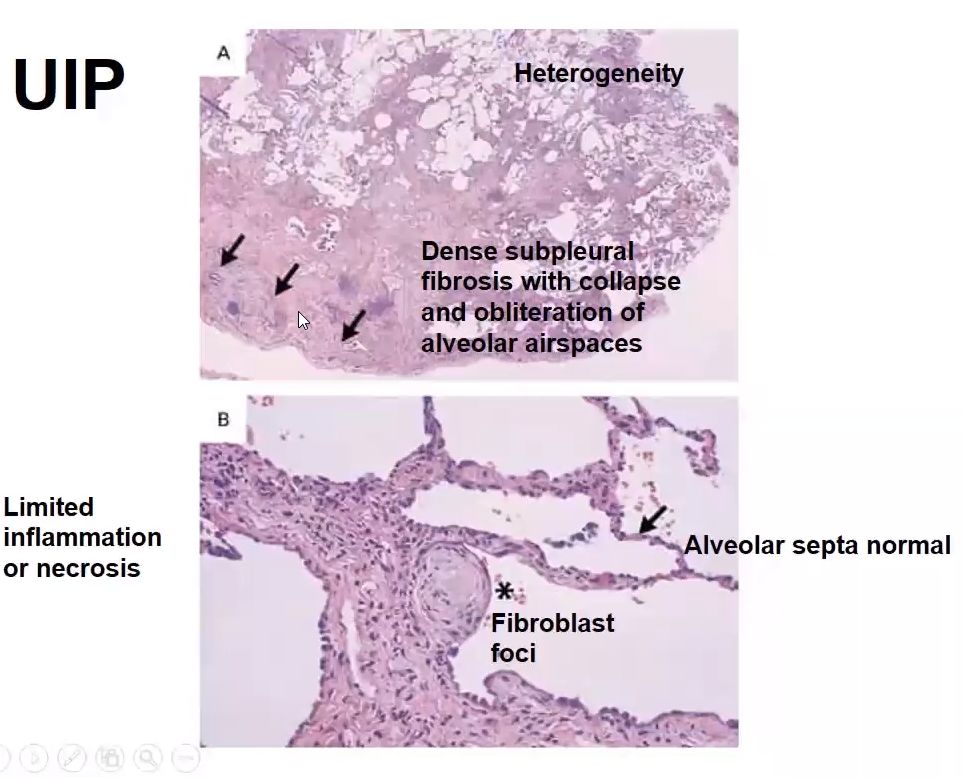 UIP
A
Heterogeneity
Dense subpleural
fibrosis with collapse
and obliteration of
alveolar airspaces
B
Limited
inflammation
or necrosis
Alveolar septa normal
*
Fibroblast
foci